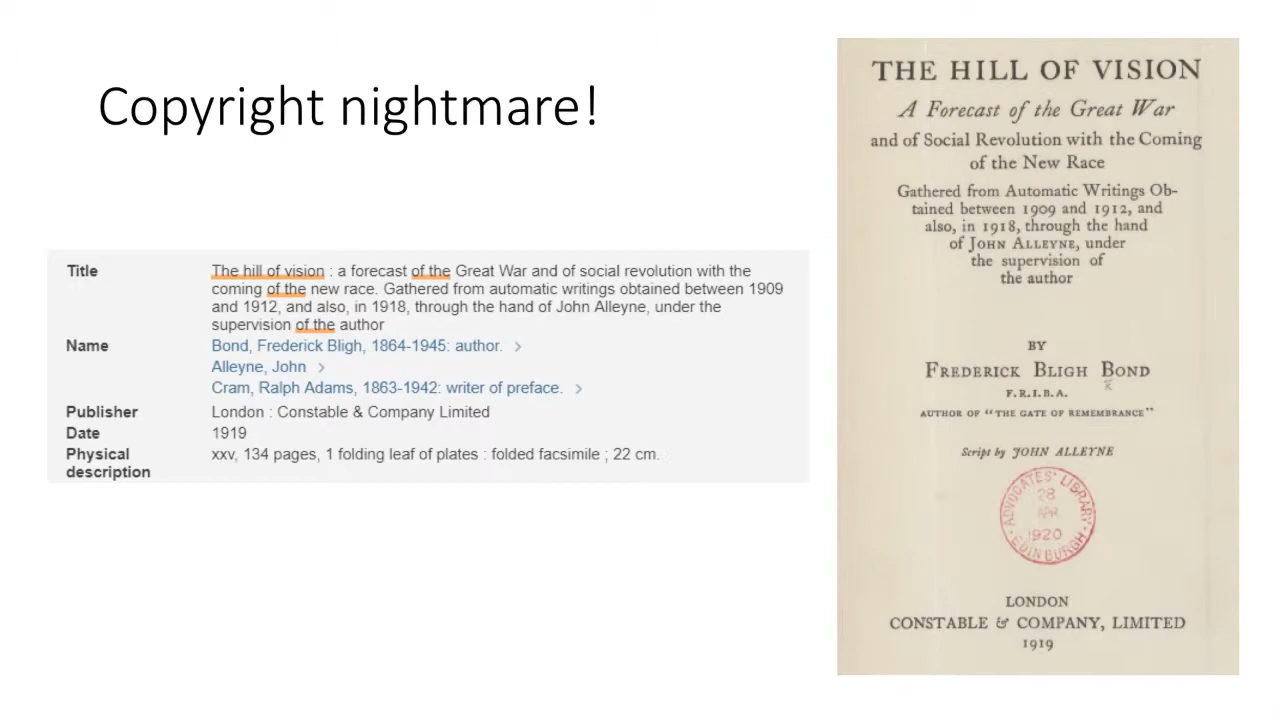 Copyright nightmare!
Title The hill of vision : a forecast of the Great War and of social revolution with the
coming of the new race. Gathered from automatic writings obtained between 1909
and 1912, and also, in 1918, through the hand of John Alleyne, under the
supervision of the author
Name Bond, Frederick Bligh, 1864-1945: author. >
Alleyne, John >
Cram, Ralph Adams, 1863-1942: writer of preface. >
Publisher London : Constable & Company Limited
Date 1919
Physical xxv, 134 pages, 1 folding leaf of plates : folded facsimile ; 22 cm.
description
THE HILL OF VISION
A Forecast of the Great War
and of Social Revolution with the Coming
of the New Race
Gathered from Automatic Writings Ob-
tained between 1909 and 1912, and
also, in 1918, through the hand
of JOHN ALLEYNE, under
the supervision of
the author
BY
FREDERICK BLIGH BOND
F.R.I.B.A.
AUTHOR OF "THE GATE OF REMEMBRANCE"
Script by JOHN ALLEYNE
ADVOCATES' LIBRARY
28
APR
1920
EDINBURGH
LONDON
CONSTABLE & COMPANY, LIMITED
1919